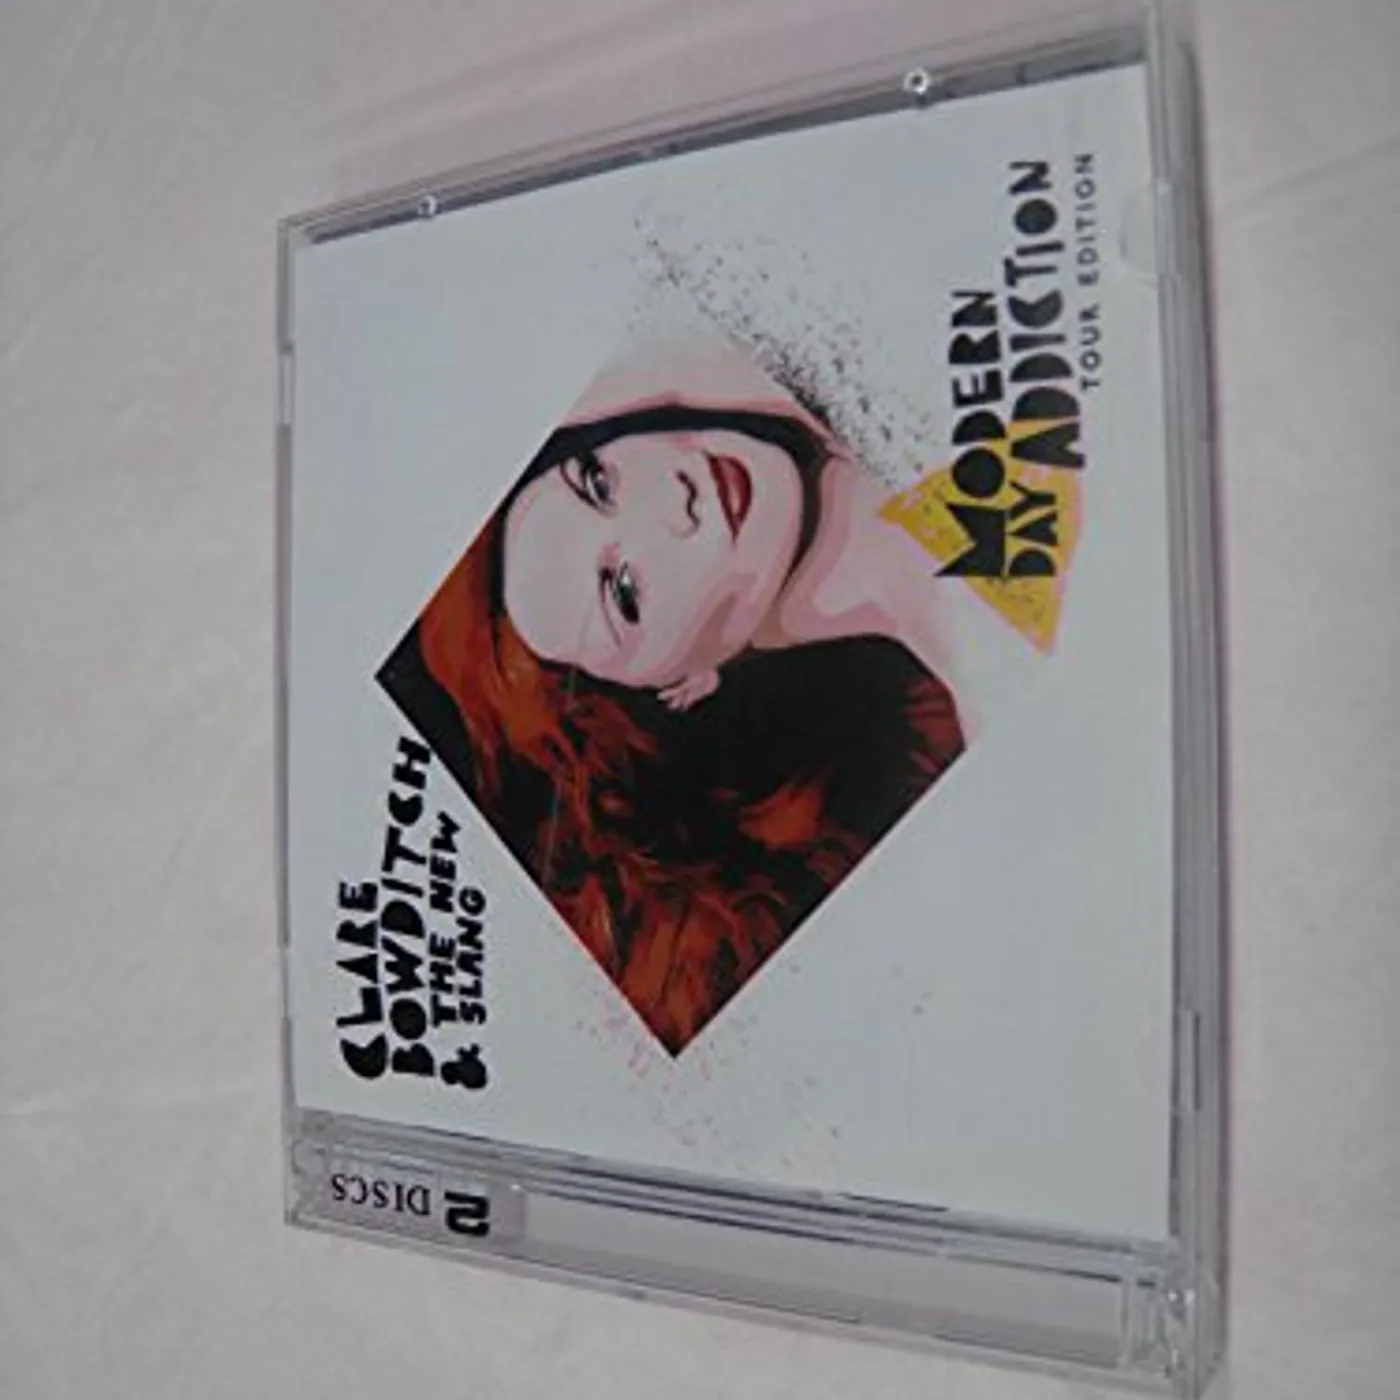 CLARE
BOWDITCH
& THE NEW
SLANG
MODERN
DAY ADDICTION
TOUR EDITION
2 DISCS